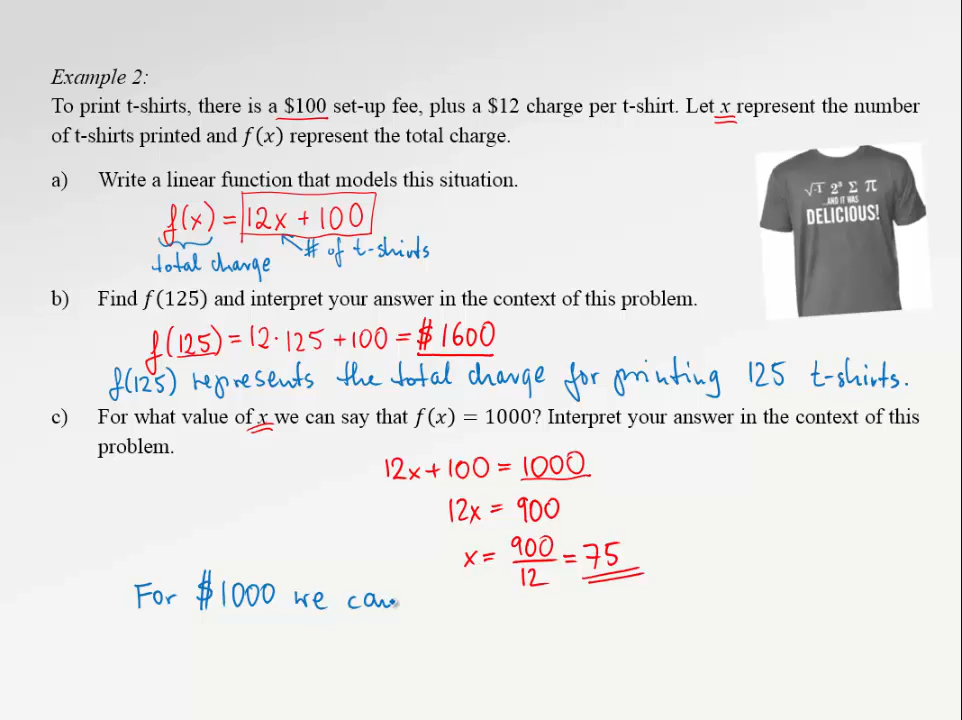 Example 2:
To print t-shirts, there is a $100 set-up fee, plus a $12 charge per t-shirt. Let x represent the number
of t-shirts printed and f(x) represent the total charge.
a) Write a linear function that models this situation.
f(x) = 12x + 100
total charge
# of t-shirts
√-1 2³ Σ π
...AND IT WAS
DELICIOUS!
b) Find f(125) and interpret your answer in the context of this problem.
f(125) = 12 · 125 + 100 = $1600
f(125) represents the total charge for printing 125 t-shirts.
c) For what value of x we can say that f(x) = 1000? Interpret your answer in the context of this
problem.
12x + 100 = 1000
12x = 900
x = 900/12 = 75
For $1000 we can